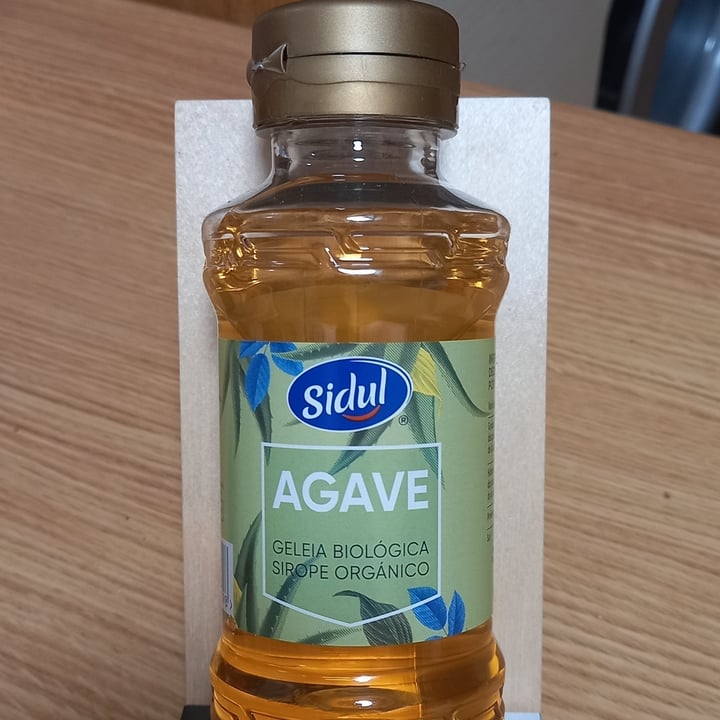 Sidul
®
AGAVE
GELEIA BIOLÓGICA
SIROPE ORGÁNICO